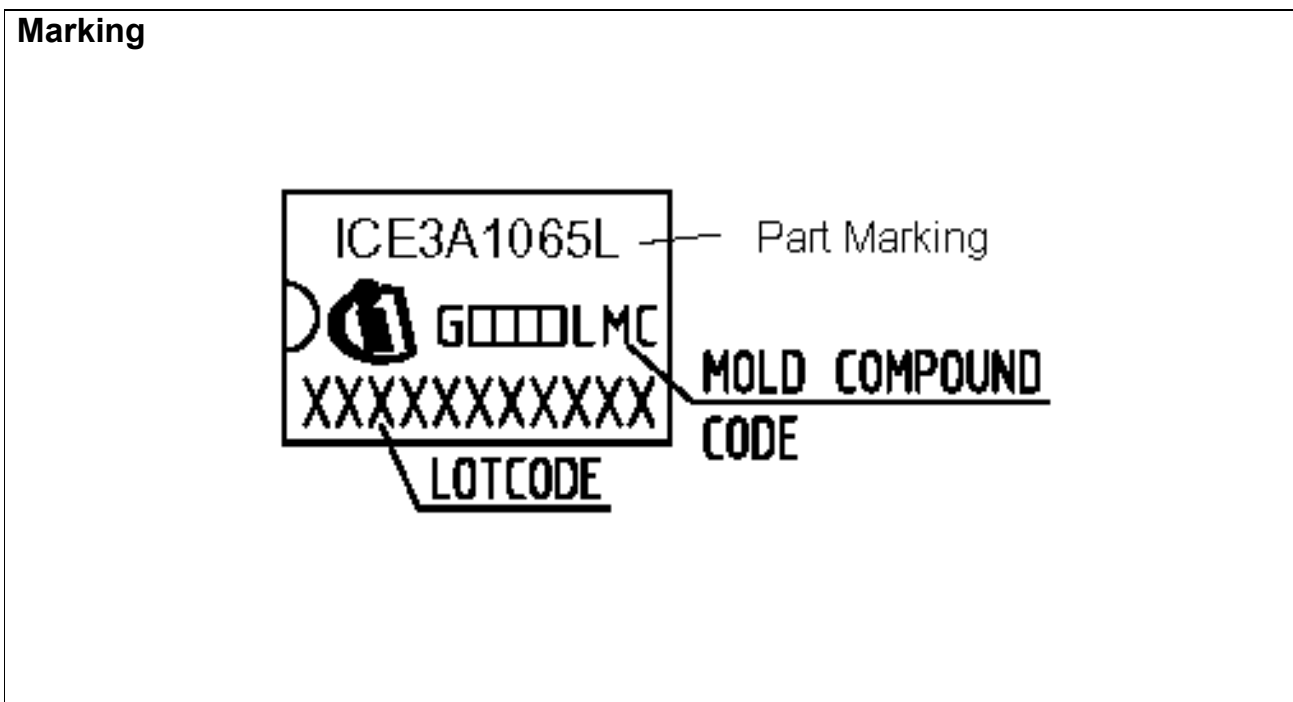 Marking
ICE3A1065L
Part Marking
G□□□□LMC
MOLD COMPOUND
CODE
XXXXXXXXXXX
LOTCODE